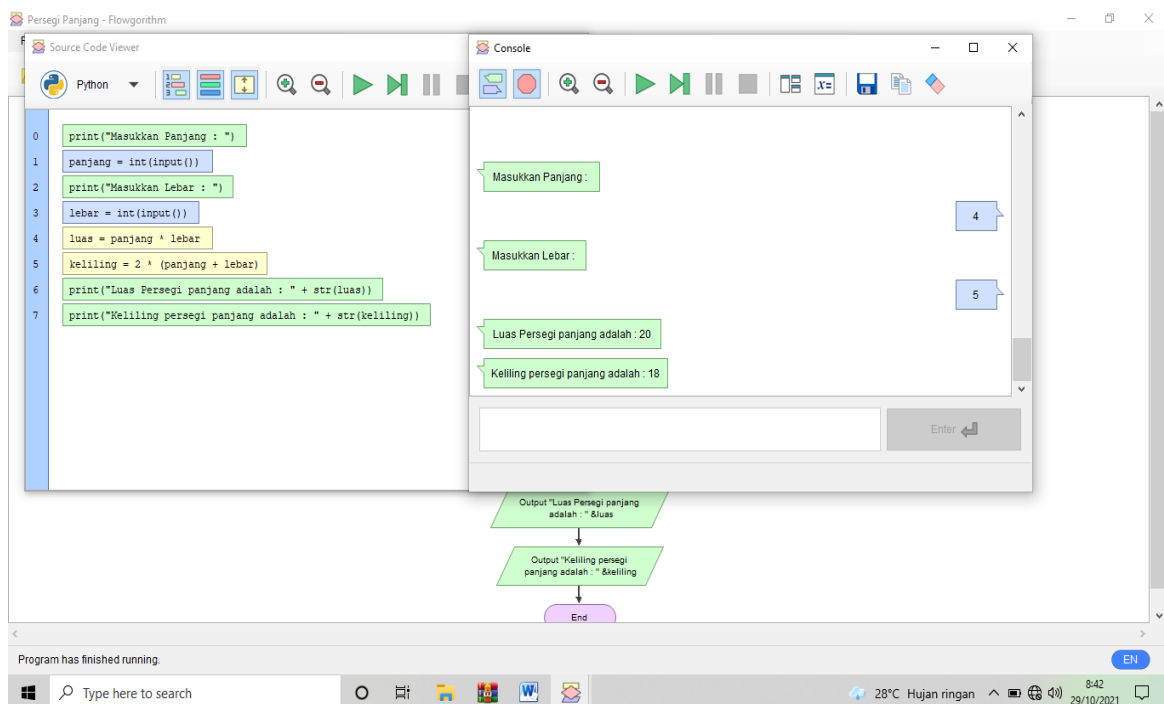 Persegi Panjang - Flowgorithm
Source Code Viewer
Python
0 print("Masukkan Panjang : ")
1 panjang = int(input())
2 print("Masukkan Lebar : ")
3 lebar = int(input())
4 luas = panjang * lebar
5 keliling = 2 * (panjang + lebar)
6 print("Luas Persegi panjang adalah : " + str(luas))
7 print("Keliling persegi panjang adalah : " + str(keliling))
Console
Masukkan Panjang :
4
Masukkan Lebar :
5
Luas Persegi panjang adalah : 20
Keliling persegi panjang adalah : 18
Enter
Output "Luas Persegi panjang
adalah : " &luas
Output "Keliling persegi
panjang adalah : " &keliling
End
Program has finished running.
EN
Type here to search
28°C Hujan ringan
8:42
29/10/2021